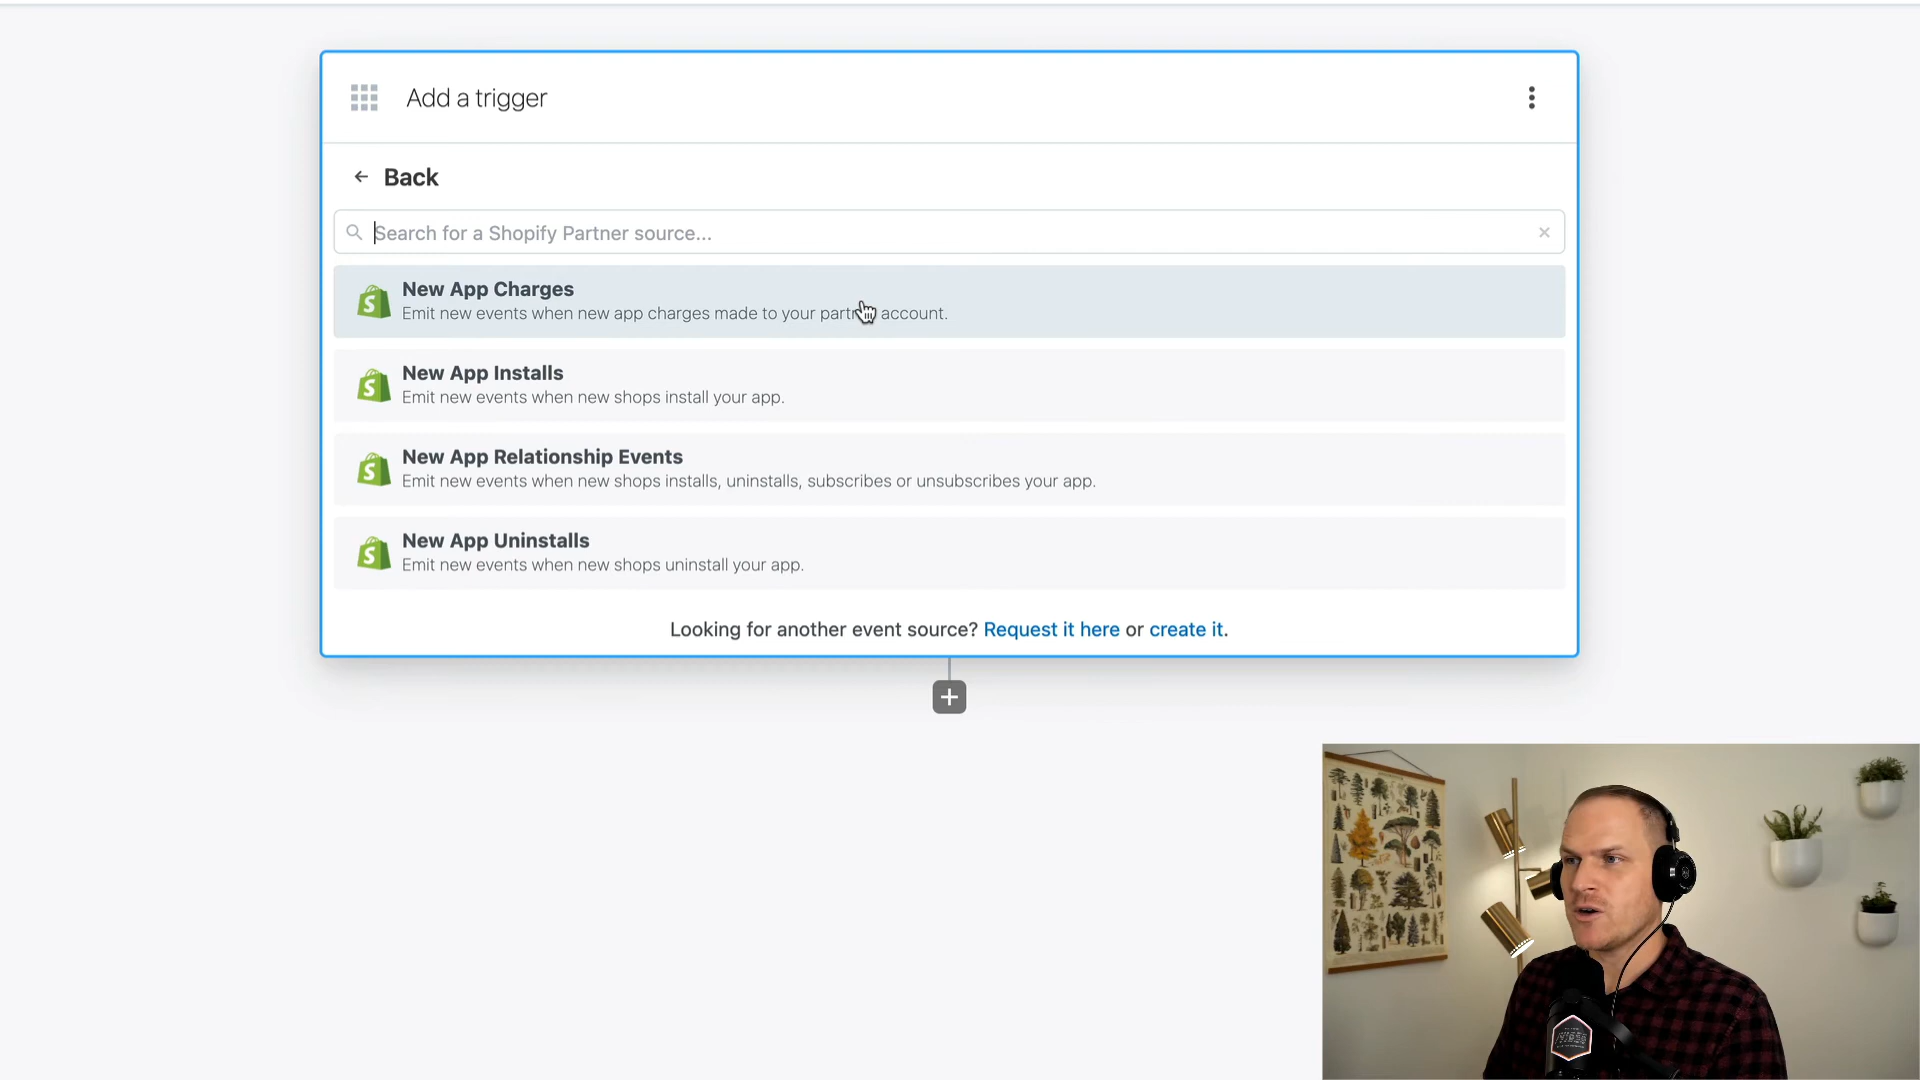 Add a trigger
Back
Search for a Shopify Partner source...
New App Charges
Emit new events when new app charges made to your partn account.
New App Installs
Emit new events when new shops install your app.
New App Relationship Events
Emit new events when new shops installs, uninstalls, subscribes or unsubscribes your app.
New App Uninstalls
Emit new events when new shops uninstall your app.
Looking for another event source? Request it here or create it.